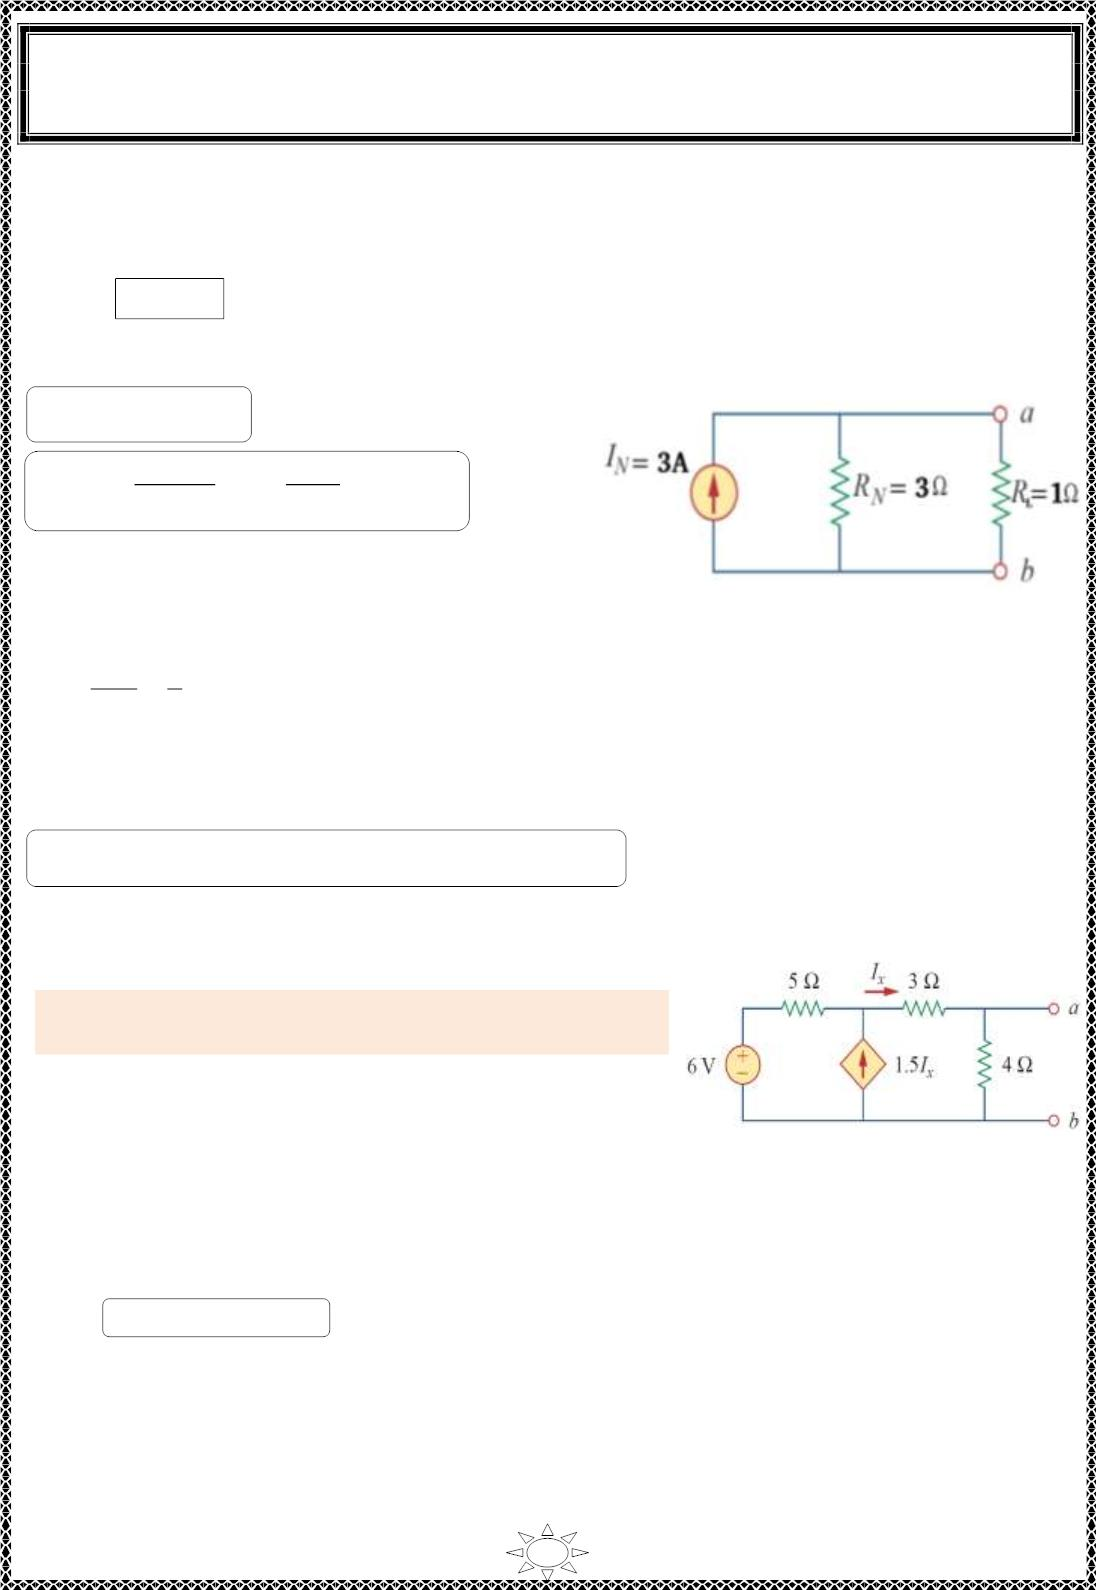 a
I_N = 3A
R_N = 3Ω
R_L=1Ω
b
I_x
5 Ω
3 Ω
a
6 V
+
−
1.5I_x
4 Ω
b